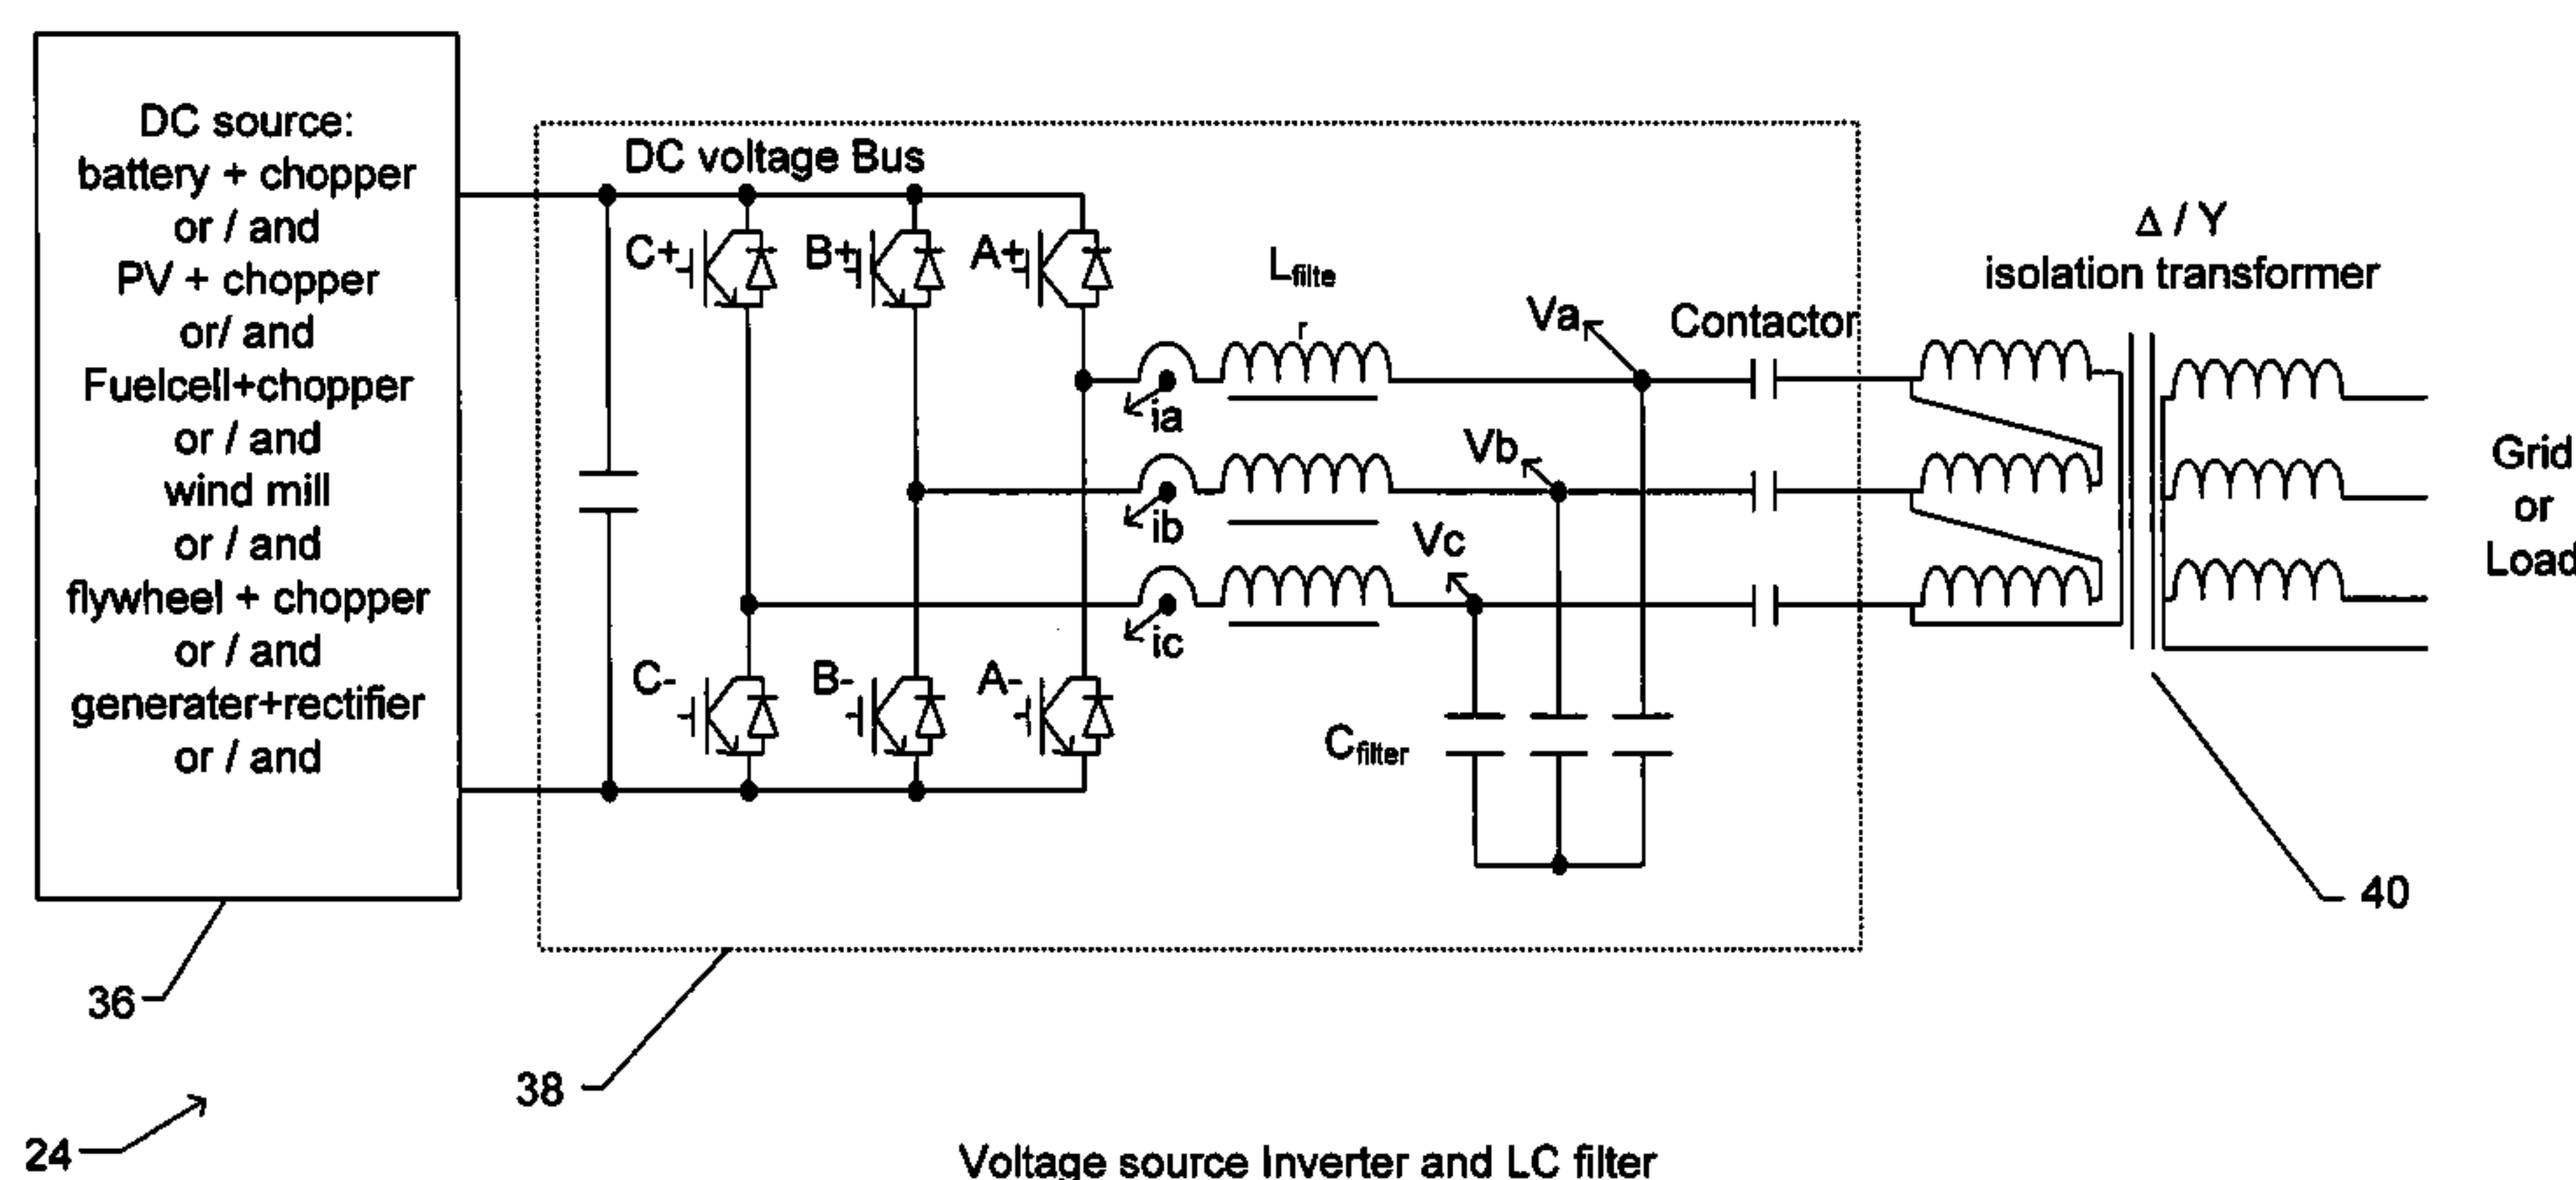 DC source:
battery + chopper
or / and
PV + chopper
or/ and
Fuelcell+chopper
or / and
wind mill
or / and
flywheel + chopper
or / and
generater+rectifier
or / and
DC voltage Bus
C+
B+
A+
C-
B-
A-
ia
ib
ic
Lfilte
r
Va
Vb
Vc
Cfilter
Contactor
Δ / Y
isolation transformer
Grid
or
Load
36
38
40
24
Voltage source Inverter and LC filter